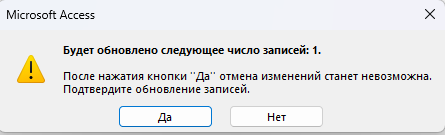 Microsoft Access
Будет обновлено следующее число записей: 1.
После нажатия кнопки "Да" отмена изменений станет невозможна.
Подтвердите обновление записей.
Да
Нет